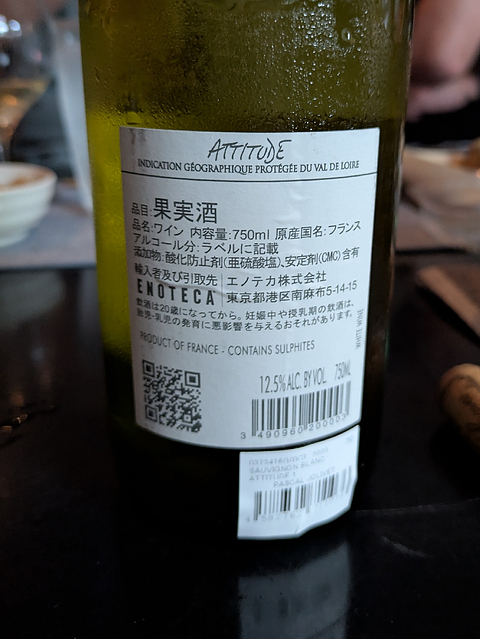 ATTITUDE
INDICATION GÉOGRAPHIQUE PROTÉGÉE DU VAL DE LOIRE
品目:果実酒
品名:ワイン 内容量:750ml 原産国名:フランス
アルコール分:ラベルに記載
添加物:酸化防止剤(亜硫酸塩)、安定剤(CMC)含有
輸入者及び引取先 エノテカ株式会社
ENOTECA 東京都港区南麻布5-14-15
飲酒は20歳になってから。妊娠中や授乳期の飲酒は、
胎児・乳児の発育に悪影響を与えるおそれがあります。
PRODUCT OF FRANCE - CONTAINS SULPHITES
WHITE WINE
12.5% ALC. BY VOL. 750ML
3 490960 200003
SAUVIGNON BLANC
ATTITUDE
PASCAL JOLIVET